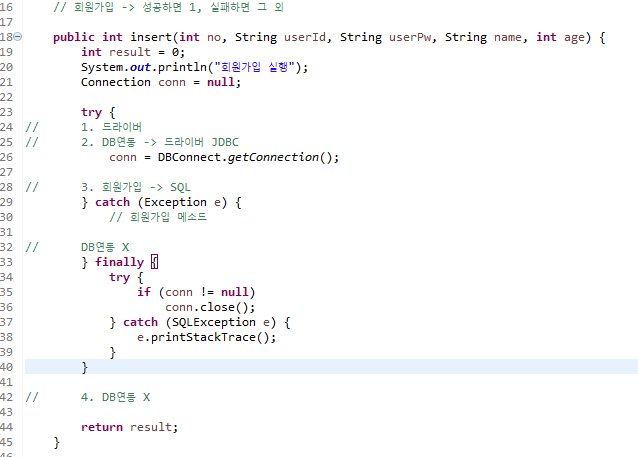 16 // 회원가입 -> 성공하면 1, 실패하면 그 외
17
18 public int insert(int no, String userId, String userPw, String name, int age) {
19 int result = 0;
20 System.out.println("회원가입 실행");
21 Connection conn = null;
22
23 try {
24 // 1. 드라이버
25 // 2. DB연동 -> 드라이버 JDBC
26 conn = DBConnect.getConnection();
27
28 // 3. 회원가입 -> SQL
29 } catch (Exception e) {
30 // 회원가입 메소드
31
32 // DB연동 X
33 } finally {
34 try {
35 if (conn != null)
36 conn.close();
37 } catch (SQLException e) {
38 e.printStackTrace();
39 }
40 }
41
42 // 4. DB연동 X
43
44 return result;
45 }